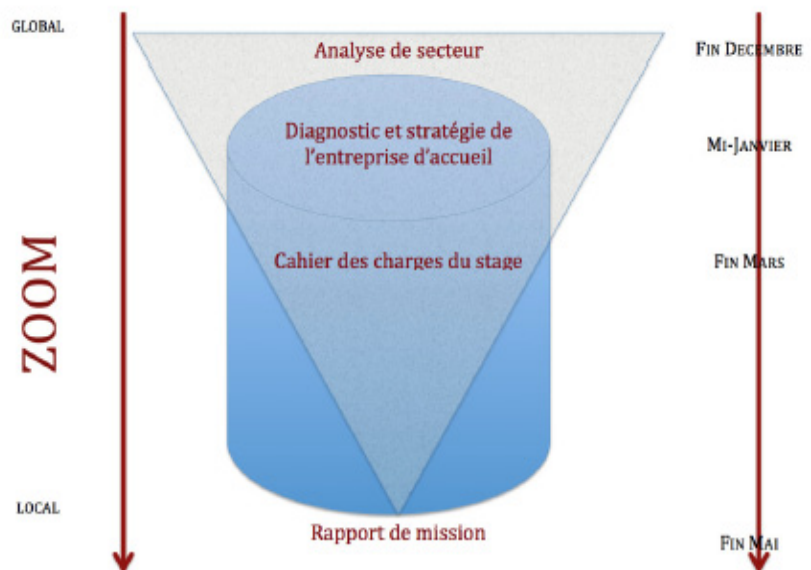 GLOBAL
Analyse de secteur
FIN DECEMBRE
Diagnostic et stratégie de
l'entreprise d'accueil
MI-JANVIER
ZOOM
Cahier des charges du stage
FIN MARS
LOCAL
Rapport de mission
FIN MAI